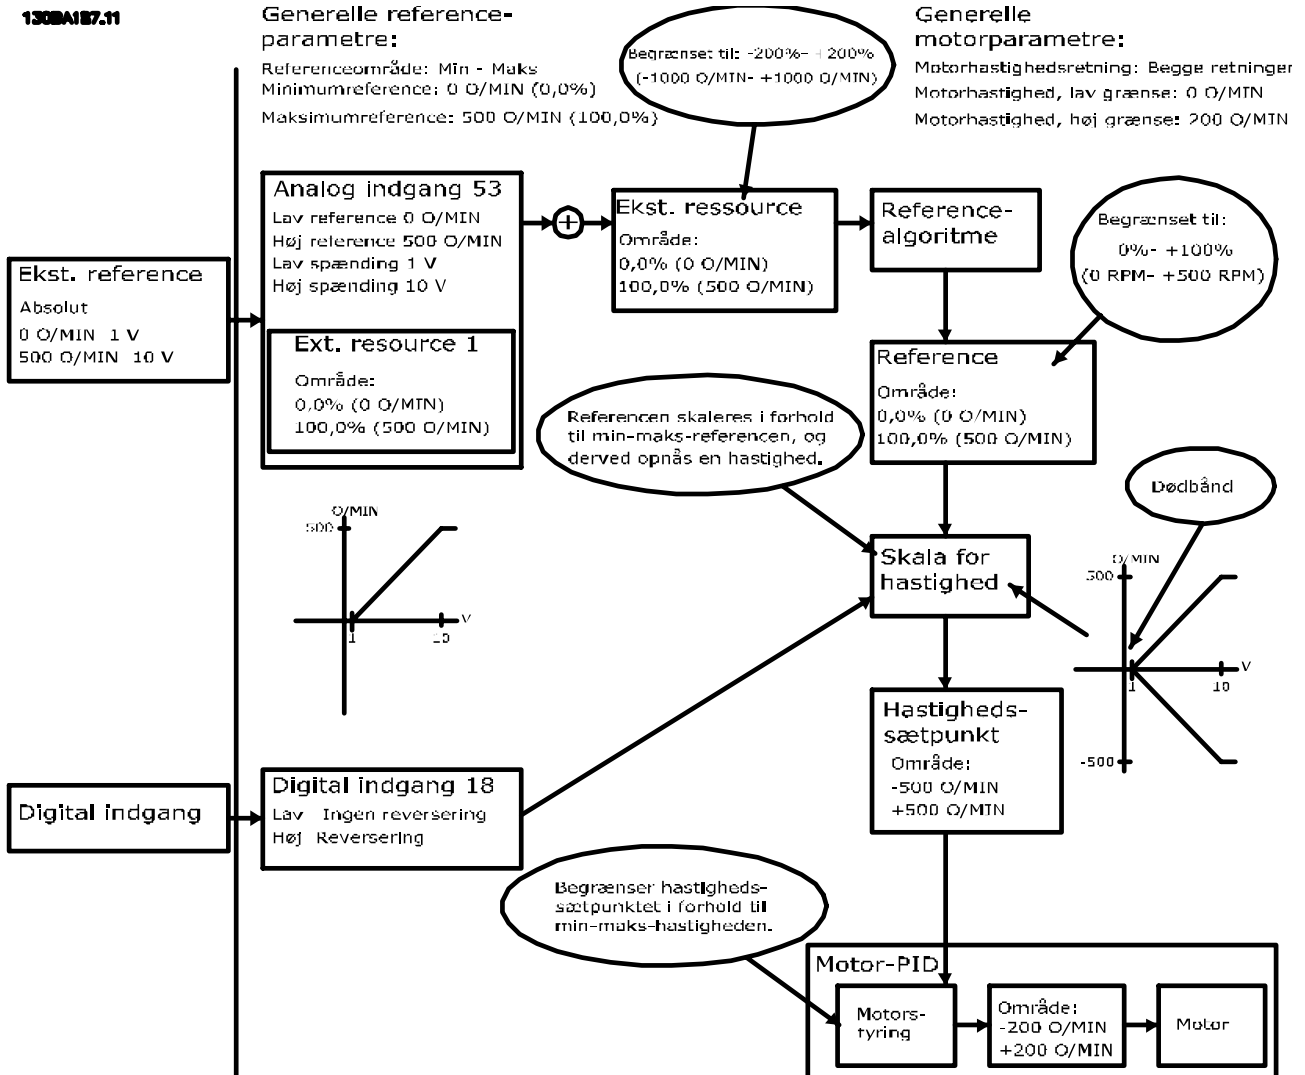 130BA187.11
Generelle reference-
parametre:
Referenceområde: Min - Maks
Minimumreference: 0 O/MIN (0,0%)
Maksimumreference: 500 O/MIN (100,0%)
Begrænset til: -200%- +200%
(-1000 O/MIN- +1000 O/MIN)
Generelle
motorparametre:
Motorhastighedsretning: Begge retninger
Motorhastighed, lav grænse: 0 O/MIN
Motorhastighed, høj grænse: 200 O/MIN
Ekst. reference
Absolut
0 O/MIN 1 V
500 O/MIN 10 V
Analog indgang 53
Lav reference 0 O/MIN
Høj reference 500 O/MIN
Lav spænding 1 V
Høj spænding 10 V
Ext. resource 1
Område:
0,0% (0 O/MIN)
100,0% (500 O/MIN)
+
Ekst. ressource
Område:
0,0% (0 O/MIN)
100,0% (500 O/MIN)
Reference-
algoritme
Begrænset til:
0%- +100%
(0 RPM- +500 RPM)
Reference
Område:
0,0% (0 O/MIN)
100,0% (500 O/MIN)
Referencen skaleres i forhold
til min-maks-referencen, og
derved opnås en hastighed.
Dødbånd
O/MIN
500
V
1
10
Skala for
hastighed
O/MIN
500
V
1
10
-500
Hastigheds-
sætpunkt
Område:
-500 O/MIN
+500 O/MIN
Digital indgang
Digital indgang 18
Lav Ingen reversering
Høj Reversering
Begrænser hastigheds-
sætpunktet i forhold til
min-maks-hastigheden.
Motor-PID
Motors-
tyring
Område:
-200 O/MIN
+200 O/MIN
Motor